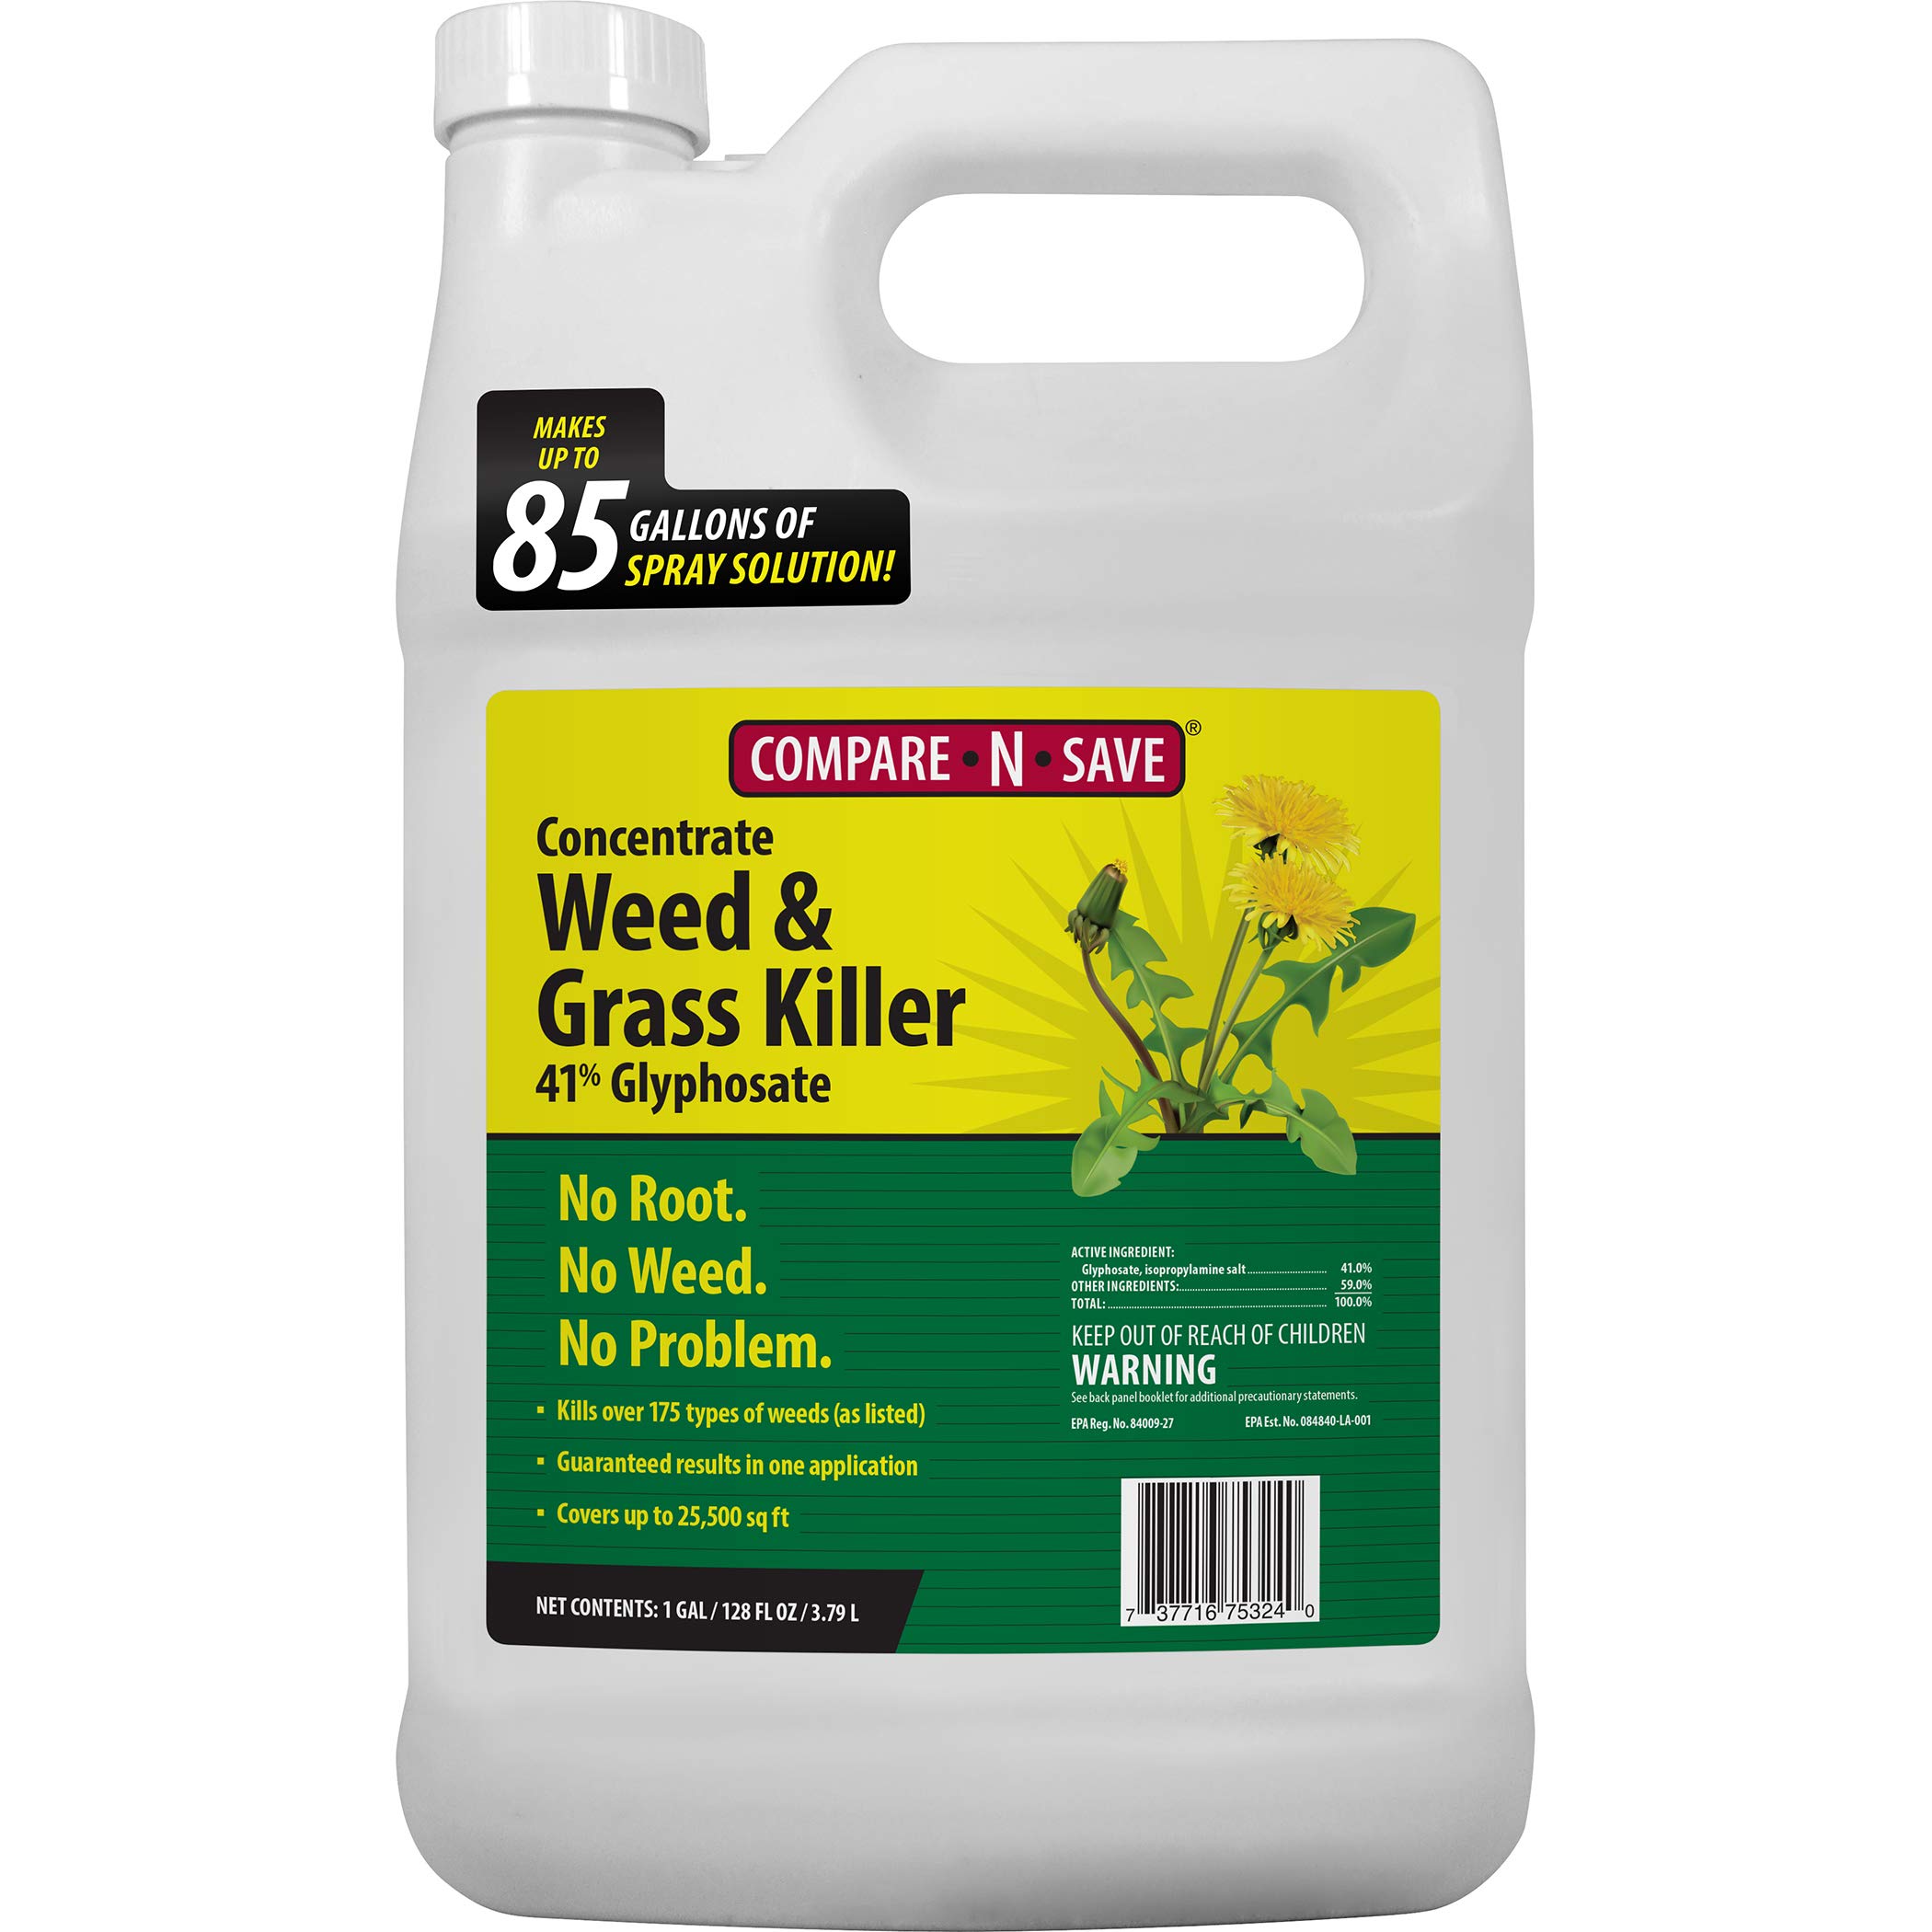 MAKES
UP TO
85 GALLONS OF
SPRAY SOLUTION!
COMPARE • N • SAVE®
Concentrate
Weed &
Grass Killer
41% Glyphosate
No Root.
No Weed.
No Problem.
▪ Kills over 175 types of weeds (as listed)
▪ Guaranteed results in one application
▪ Covers up to 25,500 sq ft
NET CONTENTS: 1 GAL / 128 FL OZ / 3.79 L
ACTIVE INGREDIENT:
Glyphosate, isopropylamine salt ............................ 41.0%
OTHER INGREDIENTS:................................................ 59.0%
TOTAL: ........................................................................ 100.0%
KEEP OUT OF REACH OF CHILDREN
WARNING
See back panel booklet for additional precautionary statements.
EPA Reg. No. 84009-27 EPA Est. No. 084840-LA-001
7 37716 75324 0